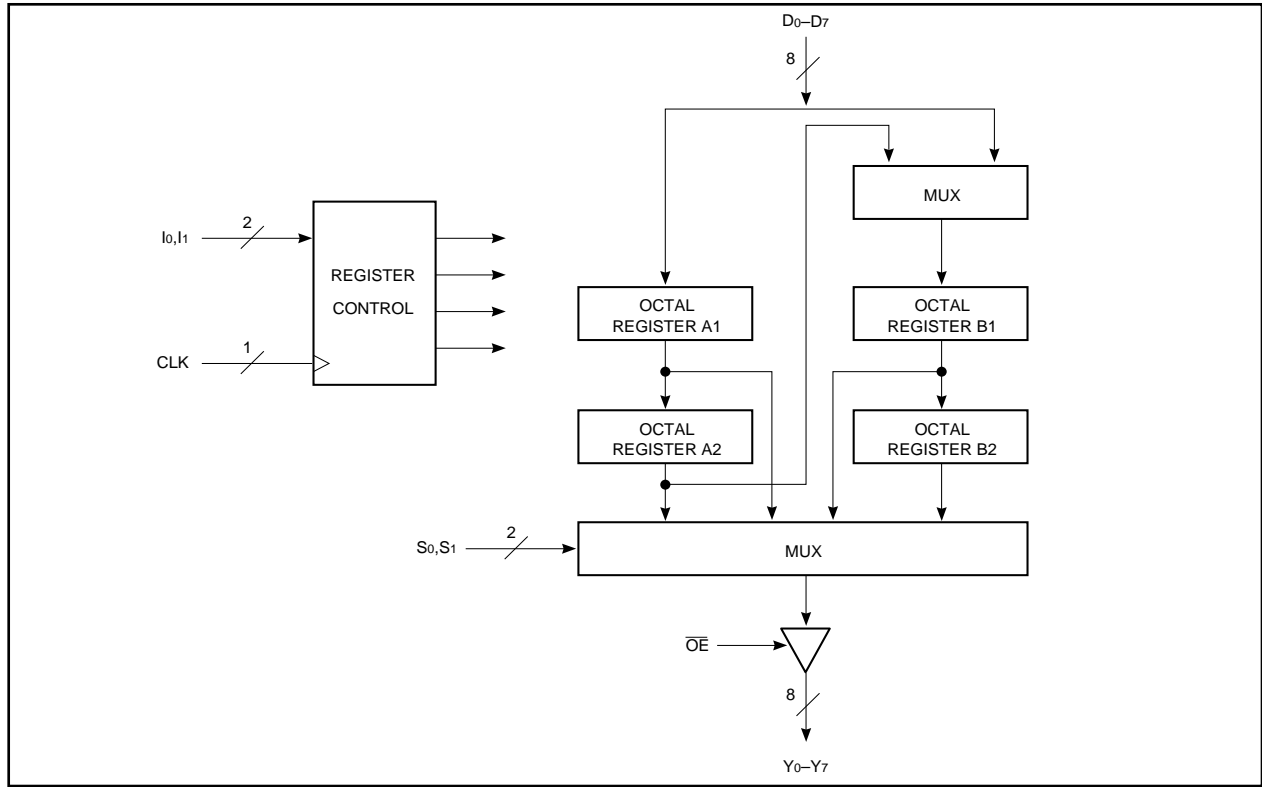 D0–D7
8
MUX
I0,I1
2
REGISTER
CONTROL
CLK
1
OCTAL
REGISTER A1
OCTAL
REGISTER B1
OCTAL
REGISTER A2
OCTAL
REGISTER B2
S0,S1
2
MUX
OE
8
Y0–Y7